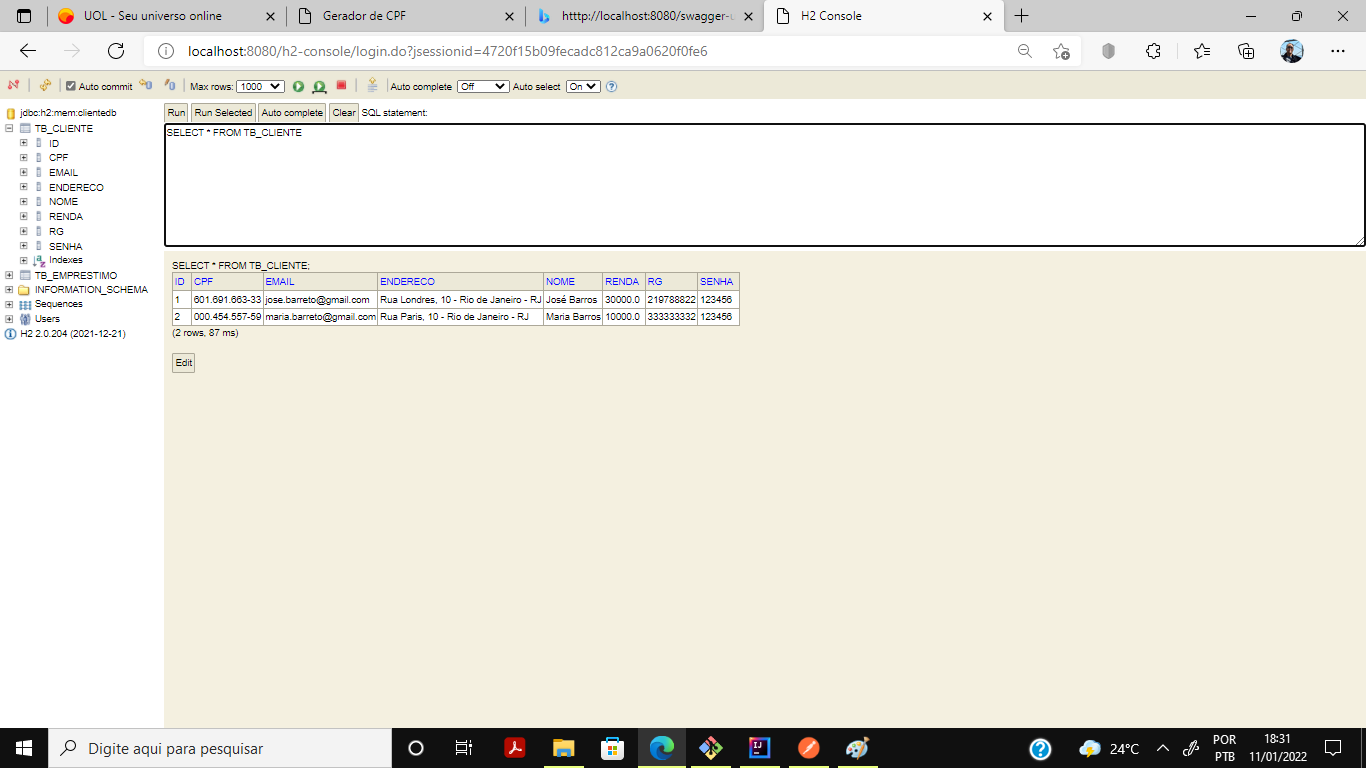 UOL - Seu universo online
Gerador de CPF
htttp://localhost:8080/swagger-u
H2 Console
localhost:8080/h2-console/login.do?jsessionid=4720f15b09fecadc812ca9a0620f0fe6
Auto commit Max rows: 1000 Auto complete Off Auto select On
jdbc:h2:mem:clientedb
TB_CLIENTE
ID
CPF
EMAIL
ENDERECO
NOME
RENDA
RG
SENHA
Indexes
TB_EMPRESTIMO
INFORMATION_SCHEMA
Sequences
Users
H2 2.0.204 (2021-12-21)
Run Run Selected Auto complete Clear SQL statement:
SELECT * FROM TB_CLIENTE
SELECT * FROM TB_CLIENTE;
ID CPF EMAIL ENDERECO NOME RENDA RG SENHA
1 601.691.663-33 jose.barreto@gmail.com Rua Londres, 10 - Rio de Janeiro - RJ José Barros 30000.0 219788822 123456
2 000.454.557-59 maria.barreto@gmail.com Rua Paris, 10 - Rio de Janeiro - RJ Maria Barros 10000.0 333333332 123456
(2 rows, 87 ms)
Edit
Digite aqui para pesquisar
24°C
POR
PTB
18:31
11/01/2022